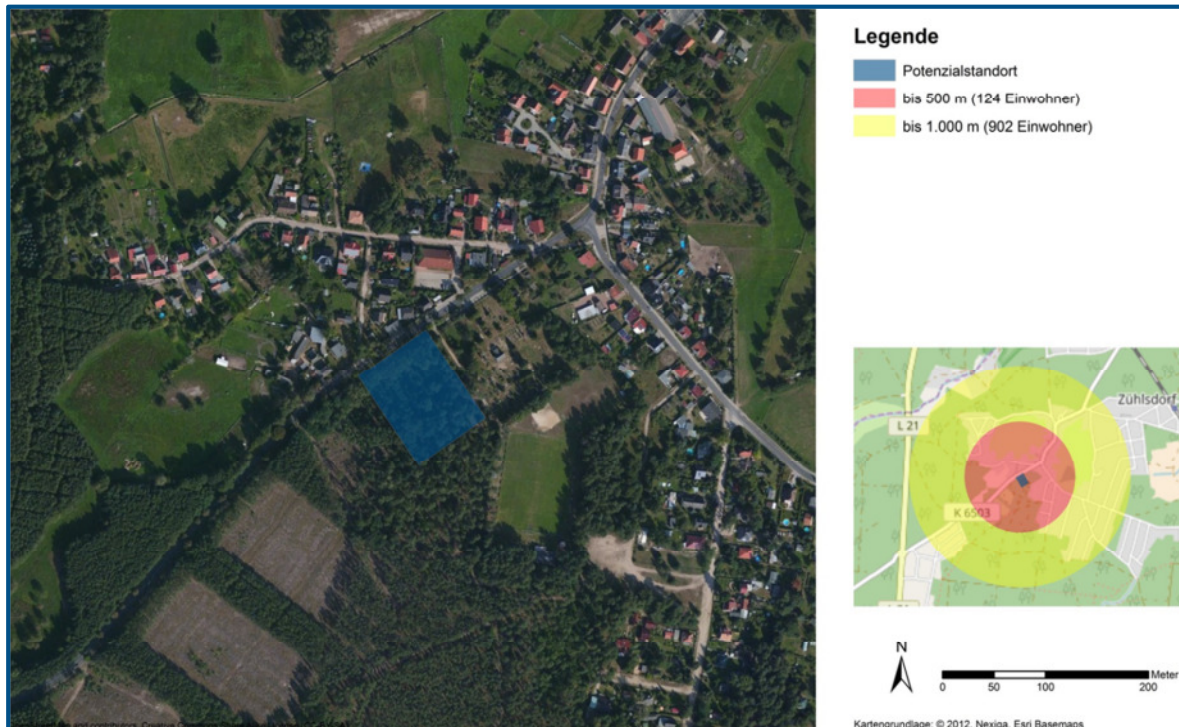 Legende
Potenzialstandort
bis 500 m (124 Einwohner)
bis 1.000 m (902 Einwohner)
Zühlsdorf
L 21
K 6503
N
Meter
0 50 100 200
Kartengrundlage: © 2012, Nexiga, Esri Basemaps